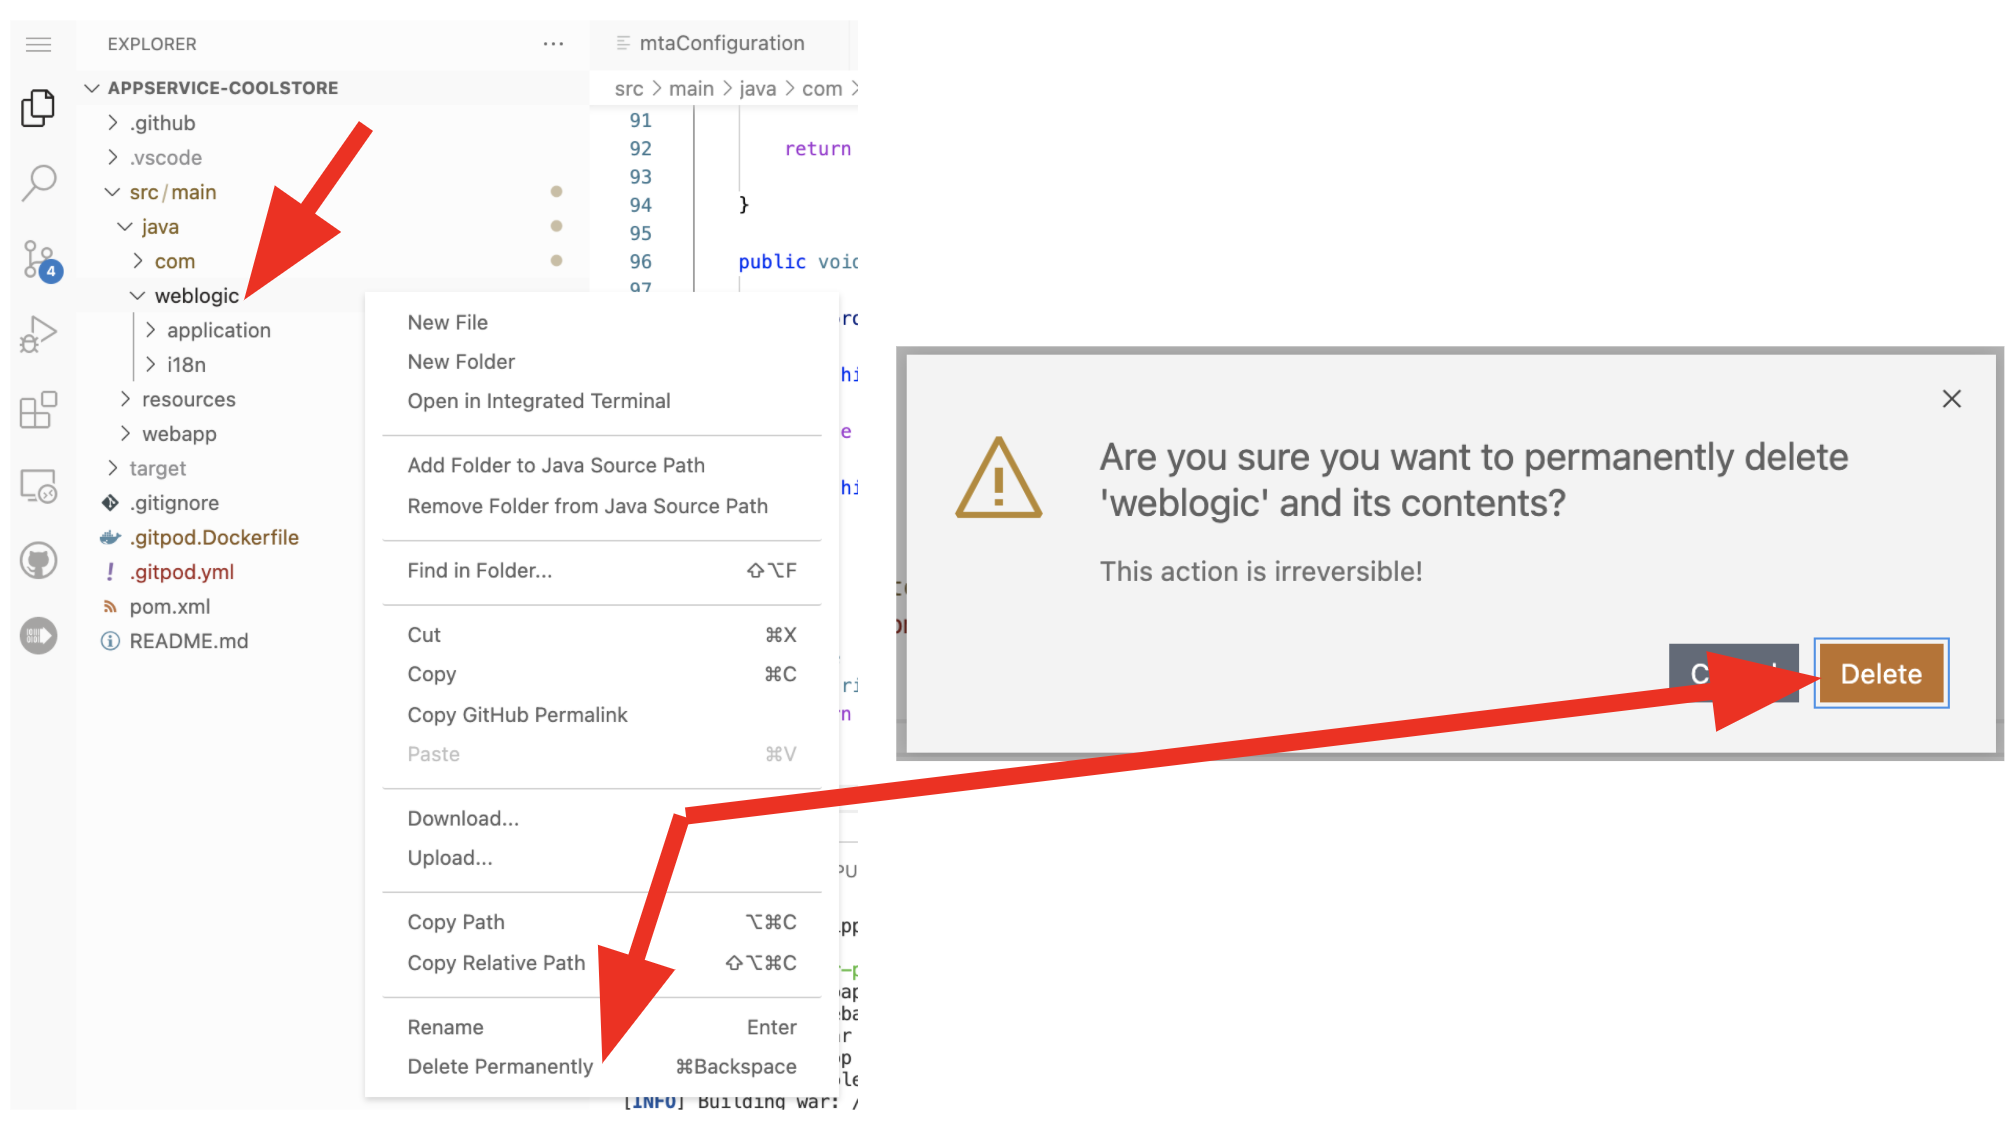 EXPLORER
mtaConfiguration
APPSERVICE-COOLSTORE
src > main > java > com >
.github
.vscode
src / main
java
com
weblogic
application
i18n
resources
webapp
target
.gitignore
.gitpod.Dockerfile
! .gitpod.yml
pom.xml
README.md
4
91
92 return
93
94 }
95
96 public void
97
New File
New Folder
Open in Integrated Terminal
Add Folder to Java Source Path
Remove Folder from Java Source Path
Find in Folder... ⇧⌥F
Cut ⌘X
Copy ⌘C
Copy GitHub Permalink
Paste ⌘V
Download...
Upload...
Copy Path ⌥⌘C
Copy Relative Path ⇧⌥⌘C
Rename Enter
Delete Permanently ⌘Backspace
[INFO] Building war: /
Are you sure you want to permanently delete
'weblogic' and its contents?
This action is irreversible!
Delete